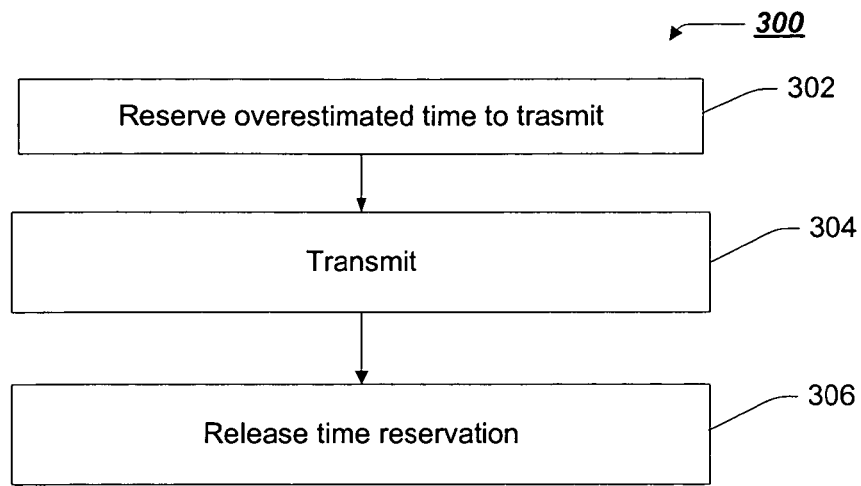 300
Reserve overestimated time to trasmit
302
Transmit
304
Release time reservation
306